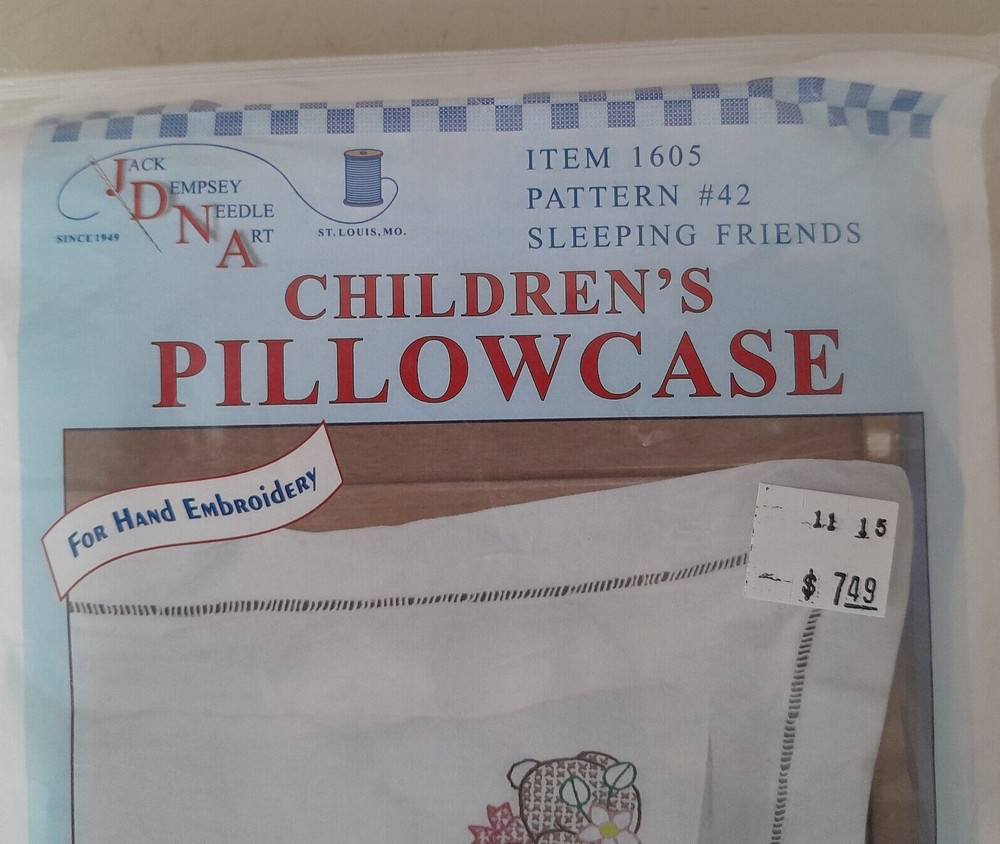 JACK
DEMPSEY
NEEDLE
ART
SINCE 1949
ST. LOUIS, MO.
ITEM 1605
PATTERN #42
SLEEPING FRIENDS
CHILDREN'S
PILLOWCASE
FOR HAND EMBROIDERY
11 15
$ 749